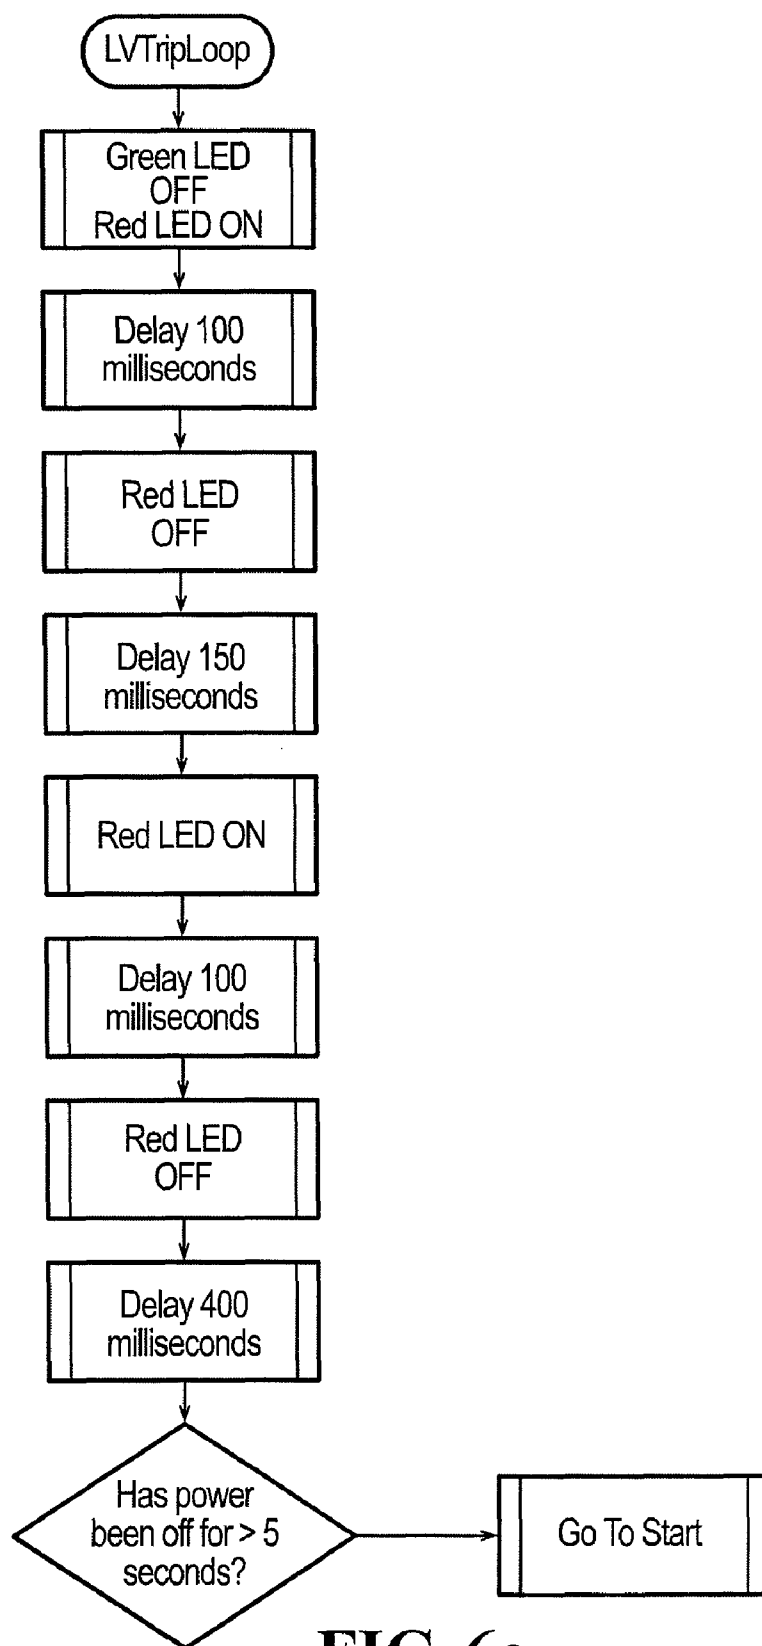 LVTripLoop
Green LED
OFF
Red LED ON
Delay 100
milliseconds
Red LED
OFF
Delay 150
milliseconds
Red LED ON
Delay 100
milliseconds
Red LED
OFF
Delay 400
milliseconds
Has power
been off for > 5
seconds?
Go To Start